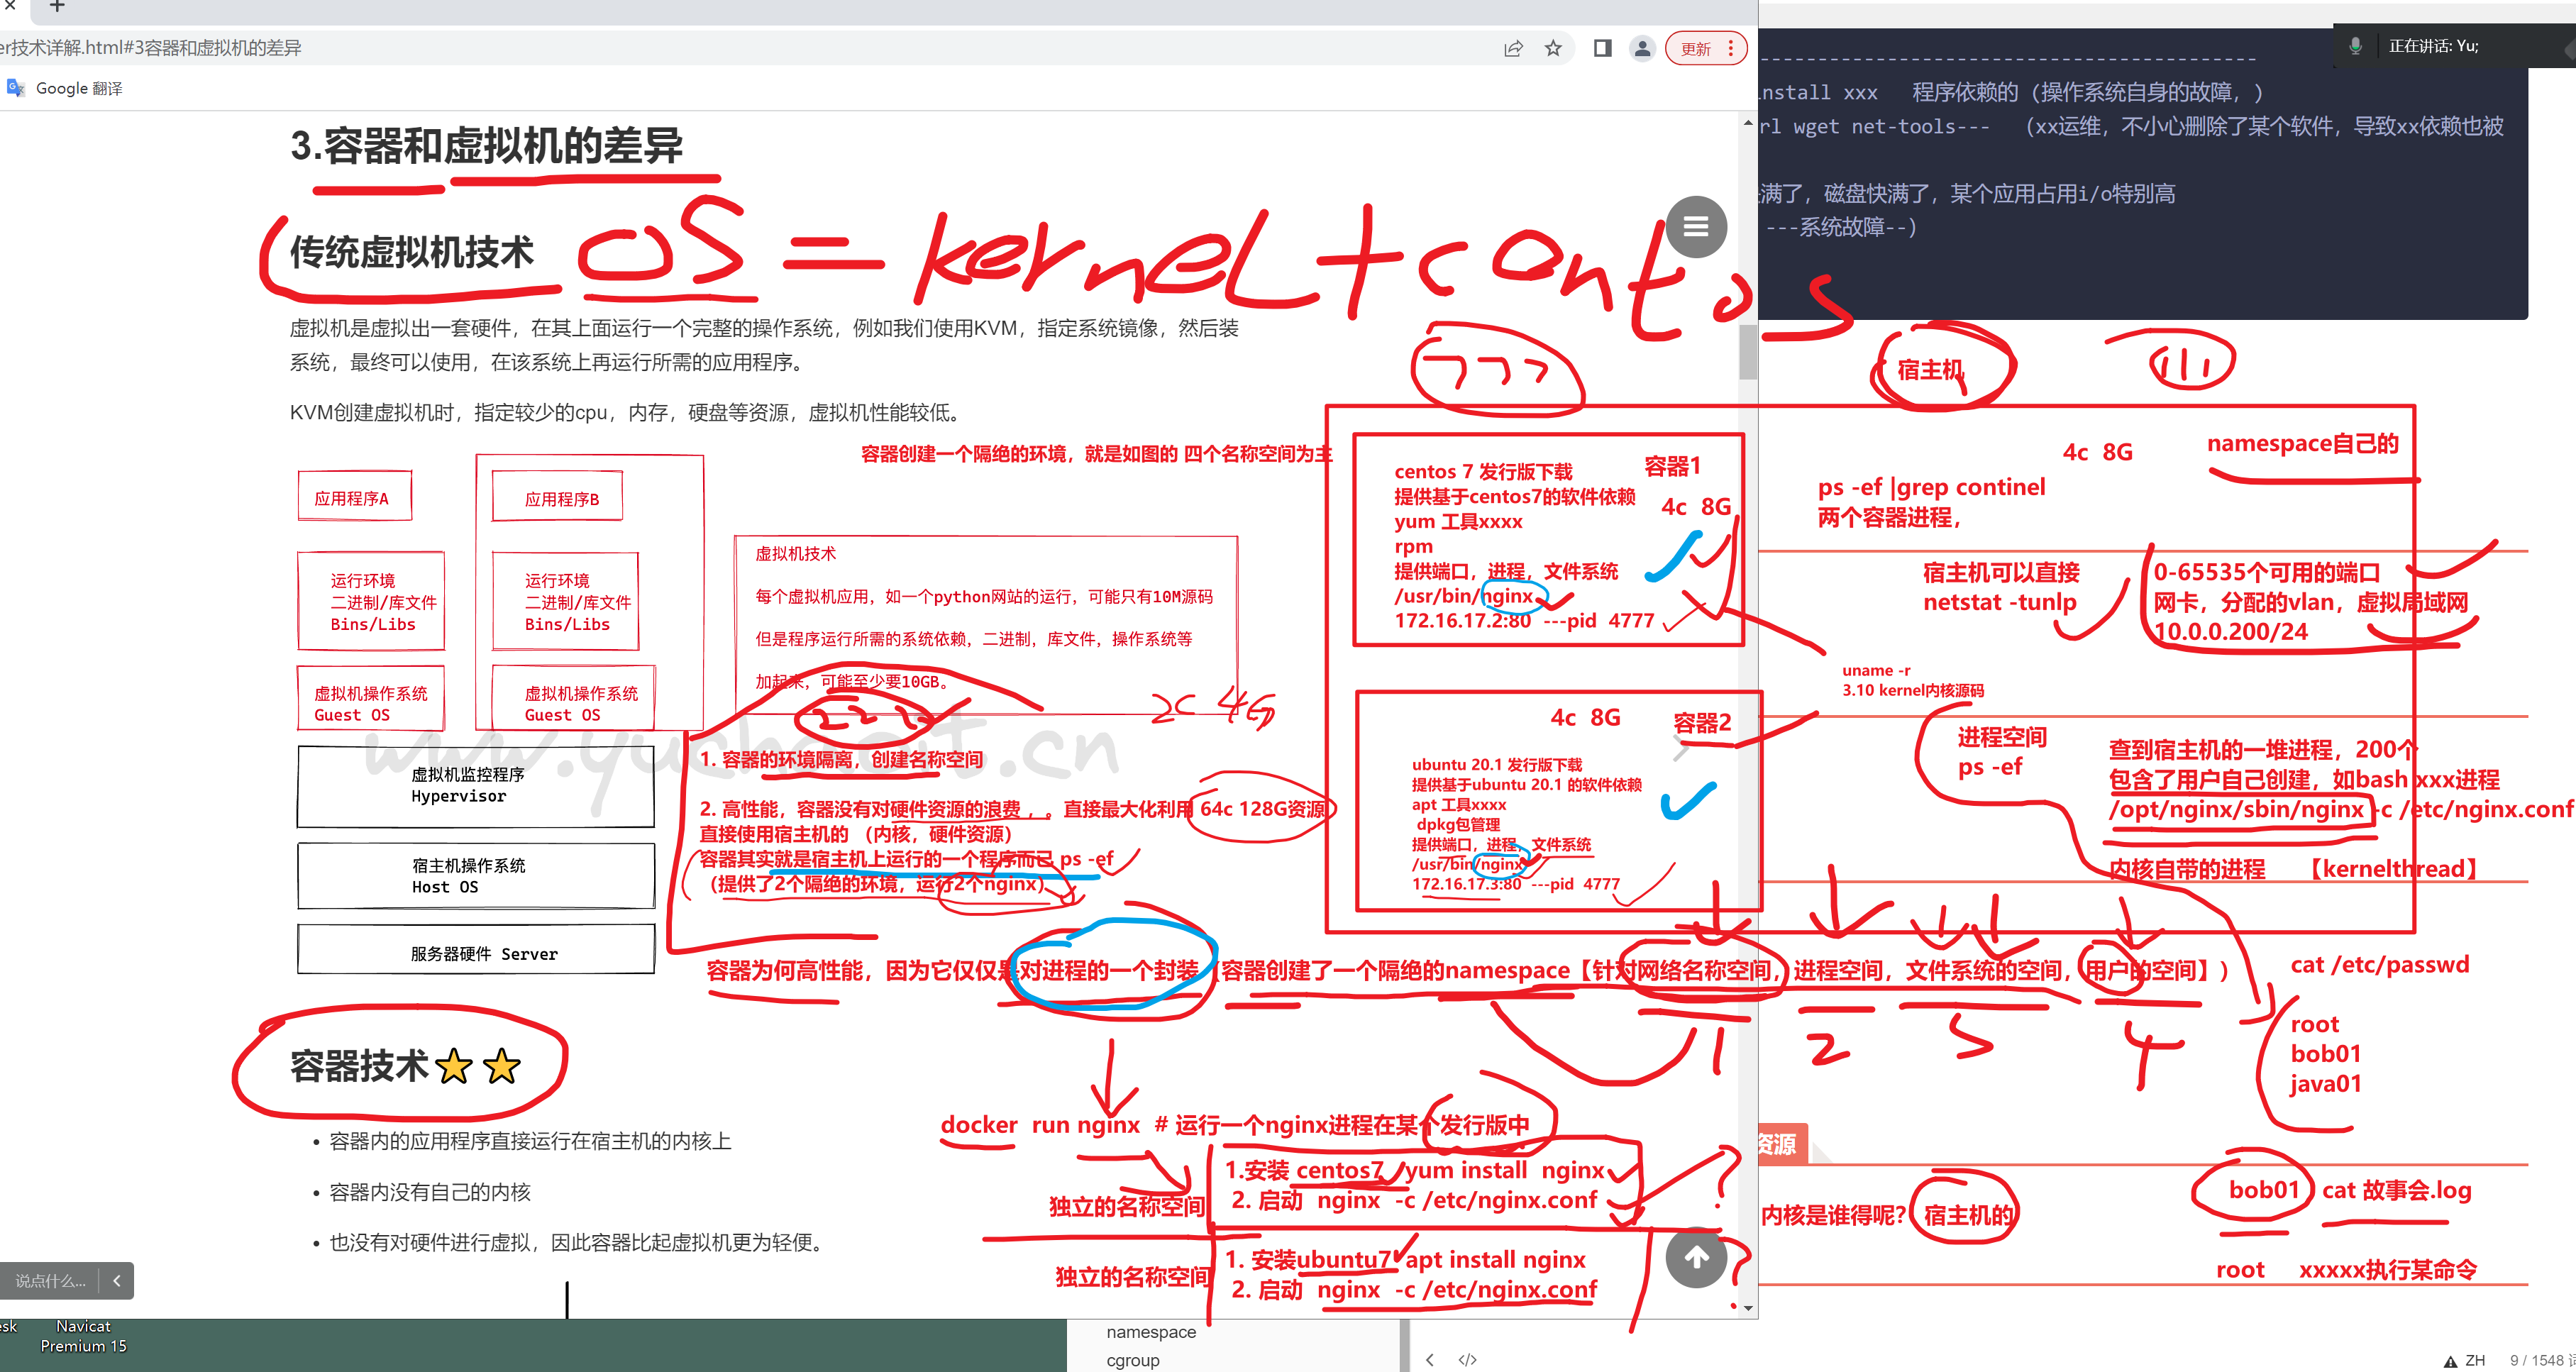 er技术详解.html#3容器和虚拟机的差异
更新
正在讲话: Yu;
Google 翻译
install xxx 程序依赖的（操作系统自身的故障，）
rl wget net-tools--- （xx运维，不小心删除了某个软件，导致xx依赖也被
满了，磁盘快满了，某个应用占用i/o特别高
---系统故障--）
3.容器和虚拟机的差异
传统虚拟机技术
OS = kernel + contos
虚拟机是虚拟出一套硬件，在其上面运行一个完整的操作系统，例如我们使用KVM，指定系统镜像，然后装
系统，最终可以使用，在该系统上再运行所需的应用程序。
KVM创建虚拟机时，指定较少的cpu，内存，硬盘等资源，虚拟机性能较低。
应用程序A
应用程序B
运行环境
二进制/库文件
Bins/Libs
运行环境
二进制/库文件
Bins/Libs
虚拟机操作系统
Guest OS
虚拟机操作系统
Guest OS
虚拟机监控程序
Hypervisor
宿主机操作系统
Host OS
服务器硬件 Server
www.yuchaoit.cn
虚拟机技术
每个虚拟机应用，如一个python网站的运行，可能只有10M源码
但是程序运行所需的系统依赖，二进制，库文件，操作系统等
加起来，可能至少要10GB。
2C 4G
容器创建一个隔绝的环境，就是如图的 四个名称空间为主
1. 容器的环境隔离，创建名称空间
2. 高性能，容器没有对硬件资源的浪费，。直接最大化利用 64c 128G资源
直接使用宿主机的 （内核，硬件资源）
容器其实就是宿主机上运行的一个程序而已 ps -ef
（提供了2个隔绝的环境，运行2个nginx）
777
宿主机
111
centos 7 发行版下载
容器1
提供基于centos7的软件依赖
4c 8G
yum 工具xxxx
rpm
提供端口，进程，文件系统
/usr/bin/nginx
172.16.17.2:80 ---pid 4777
4c 8G
容器2
ubuntu 20.1 发行版下载
提供基于ubuntu 20.1 的软件依赖
apt 工具xxxx
dpkg包管理
提供端口，进程，文件系统
/usr/bin/nginx
172.16.17.3:80 ---pid 4777
4c 8G
namespace自己的
ps -ef |grep continel
两个容器进程，
宿主机可以直接
netstat -tunlp
0-65535个可用的端口
网卡，分配的vlan，虚拟局域网
10.0.0.200/24
uname -r
3.10 kernel内核源码
进程空间
ps -ef
查到宿主机的一堆进程，200个
包含了用户自己创建，如bash xxx进程
/opt/nginx/sbin/nginx -c /etc/nginx.conf
内核自带的进程 【kernelthread】
容器为何高性能，因为它仅仅是对进程的一个封装（容器创建了一个隔绝的namespace【针对网络名称空间，进程空间，文件系统的空间，用户的空间】）
1 2 3 4
cat /etc/passwd
root
bob01
java01
容器技术⭐⭐
容器内的应用程序直接运行在宿主机的内核上
容器内没有自己的内核
也没有对硬件进行虚拟，因此容器比起虚拟机更为轻便。
docker run nginx # 运行一个nginx进程在某个发行版中
独立的名称空间
1.安装 centos7 yum install nginx
2. 启动 nginx -c /etc/nginx.conf
独立的名称空间
1. 安装ubuntu7 apt install nginx
2. 启动 nginx -c /etc/nginx.conf
资源
内核是谁得呢？ 宿主机的
bob01 cat 故事会.log
root xxxxx执行某命令
说点什么...
esk
Navicat
Premium 15
namespace
cgroup
ZH
9 / 1548